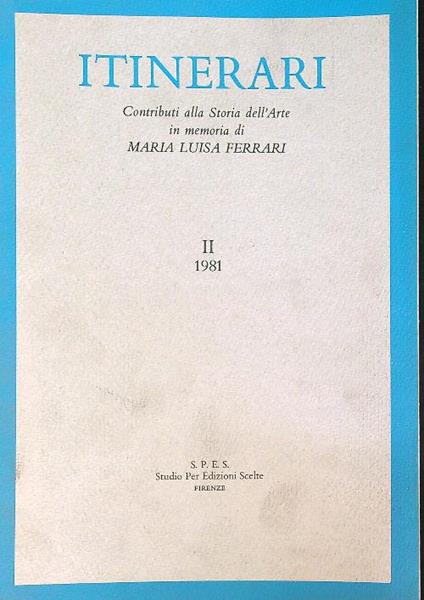 ITINERARI
Contributi alla Storia dell'Arte
in memoria di
MARIA LUISA FERRARI
II
1981
S. P. E. S.
Studio Per Edizioni Scelte
FIRENZE